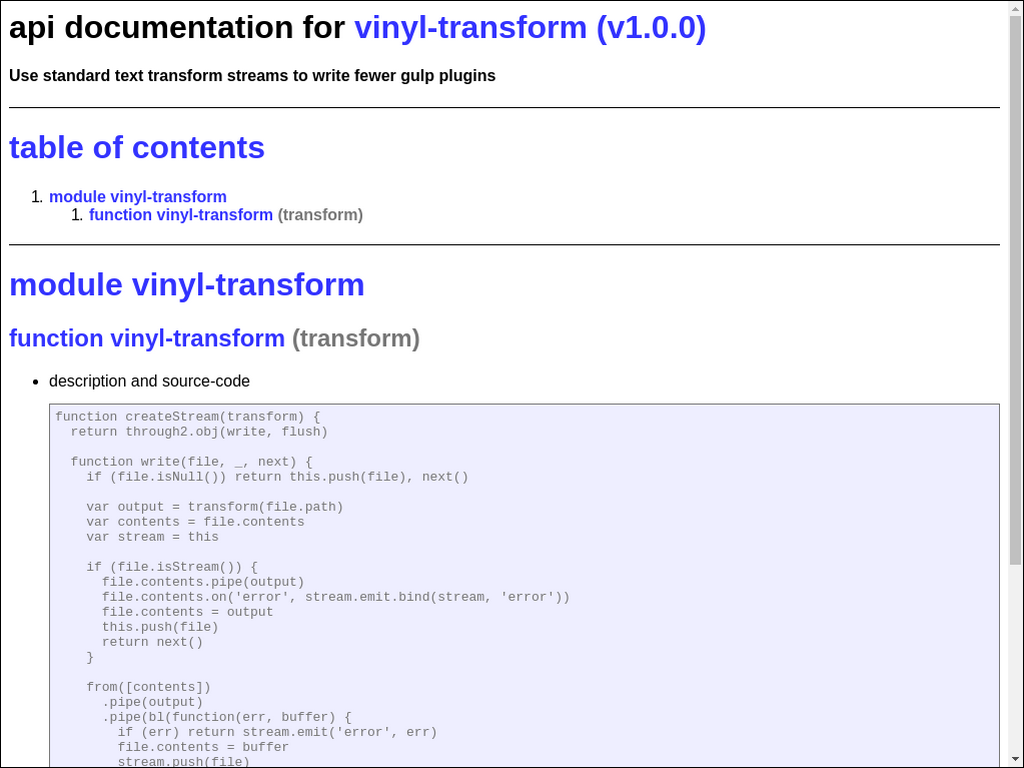 api documentation for vinyl-transform (v1.0.0)
Use standard text transform streams to write fewer gulp plugins
table of contents
1. module vinyl-transform
1. function vinyl-transform (transform)
module vinyl-transform
function vinyl-transform (transform)
• description and source-code
function createStream(transform) {
  return through2.obj(write, flush)

  function write(file, _, next) {
    if (file.isNull()) return this.push(file), next()

    var output = transform(file.path)
    var contents = file.contents
    var stream = this

    if (file.isStream()) {
      file.contents.pipe(output)
      file.contents.on('error', stream.emit.bind(stream, 'error'))
      file.contents = output
      this.push(file)
      return next()
    }

    from([contents])
      .pipe(output)
      .pipe(bl(function(err, buffer) {
        if (err) return stream.emit('error', err)
        file.contents = buffer
        stream.push(file)